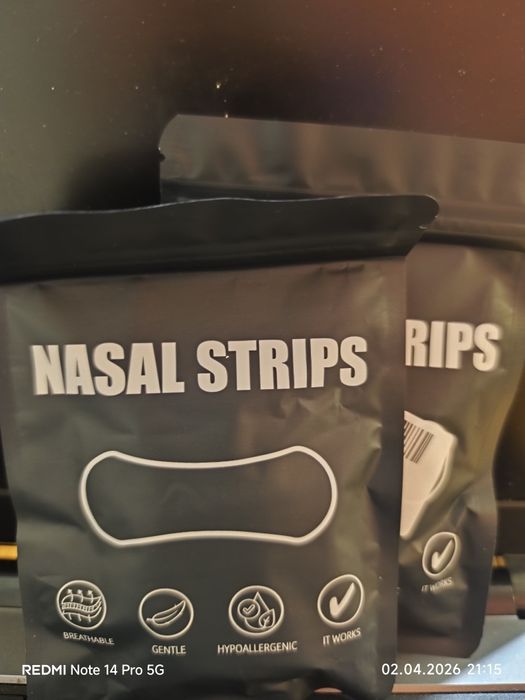 NASAL STRIPS
RIPS
BREATHABLE
GENTLE
HYPOALLERGENIC
IT WORKS
IT WORKS
REDMI Note 14 Pro 5G
02.04.2026 21:15